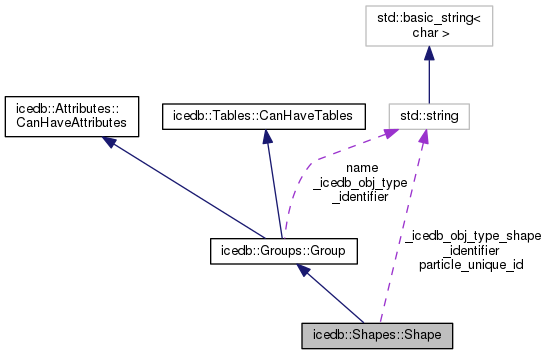 std::basic_string<
char >
icedb::Attributes::
CanHaveAttributes
icedb::Tables::CanHaveTables
std::string
name
_icedb_obj_type
_identifier
_icedb_obj_type_shape
_identifier
particle_unique_id
icedb::Groups::Group
icedb::Shapes::Shape